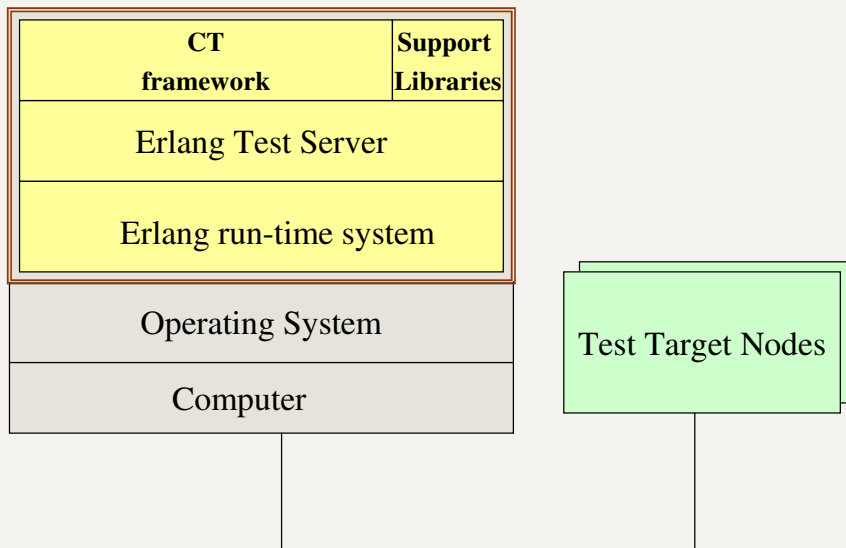 CT
framework
Support
Libraries
Erlang Test Server
Erlang run-time system
Operating System
Computer
Test Target Nodes